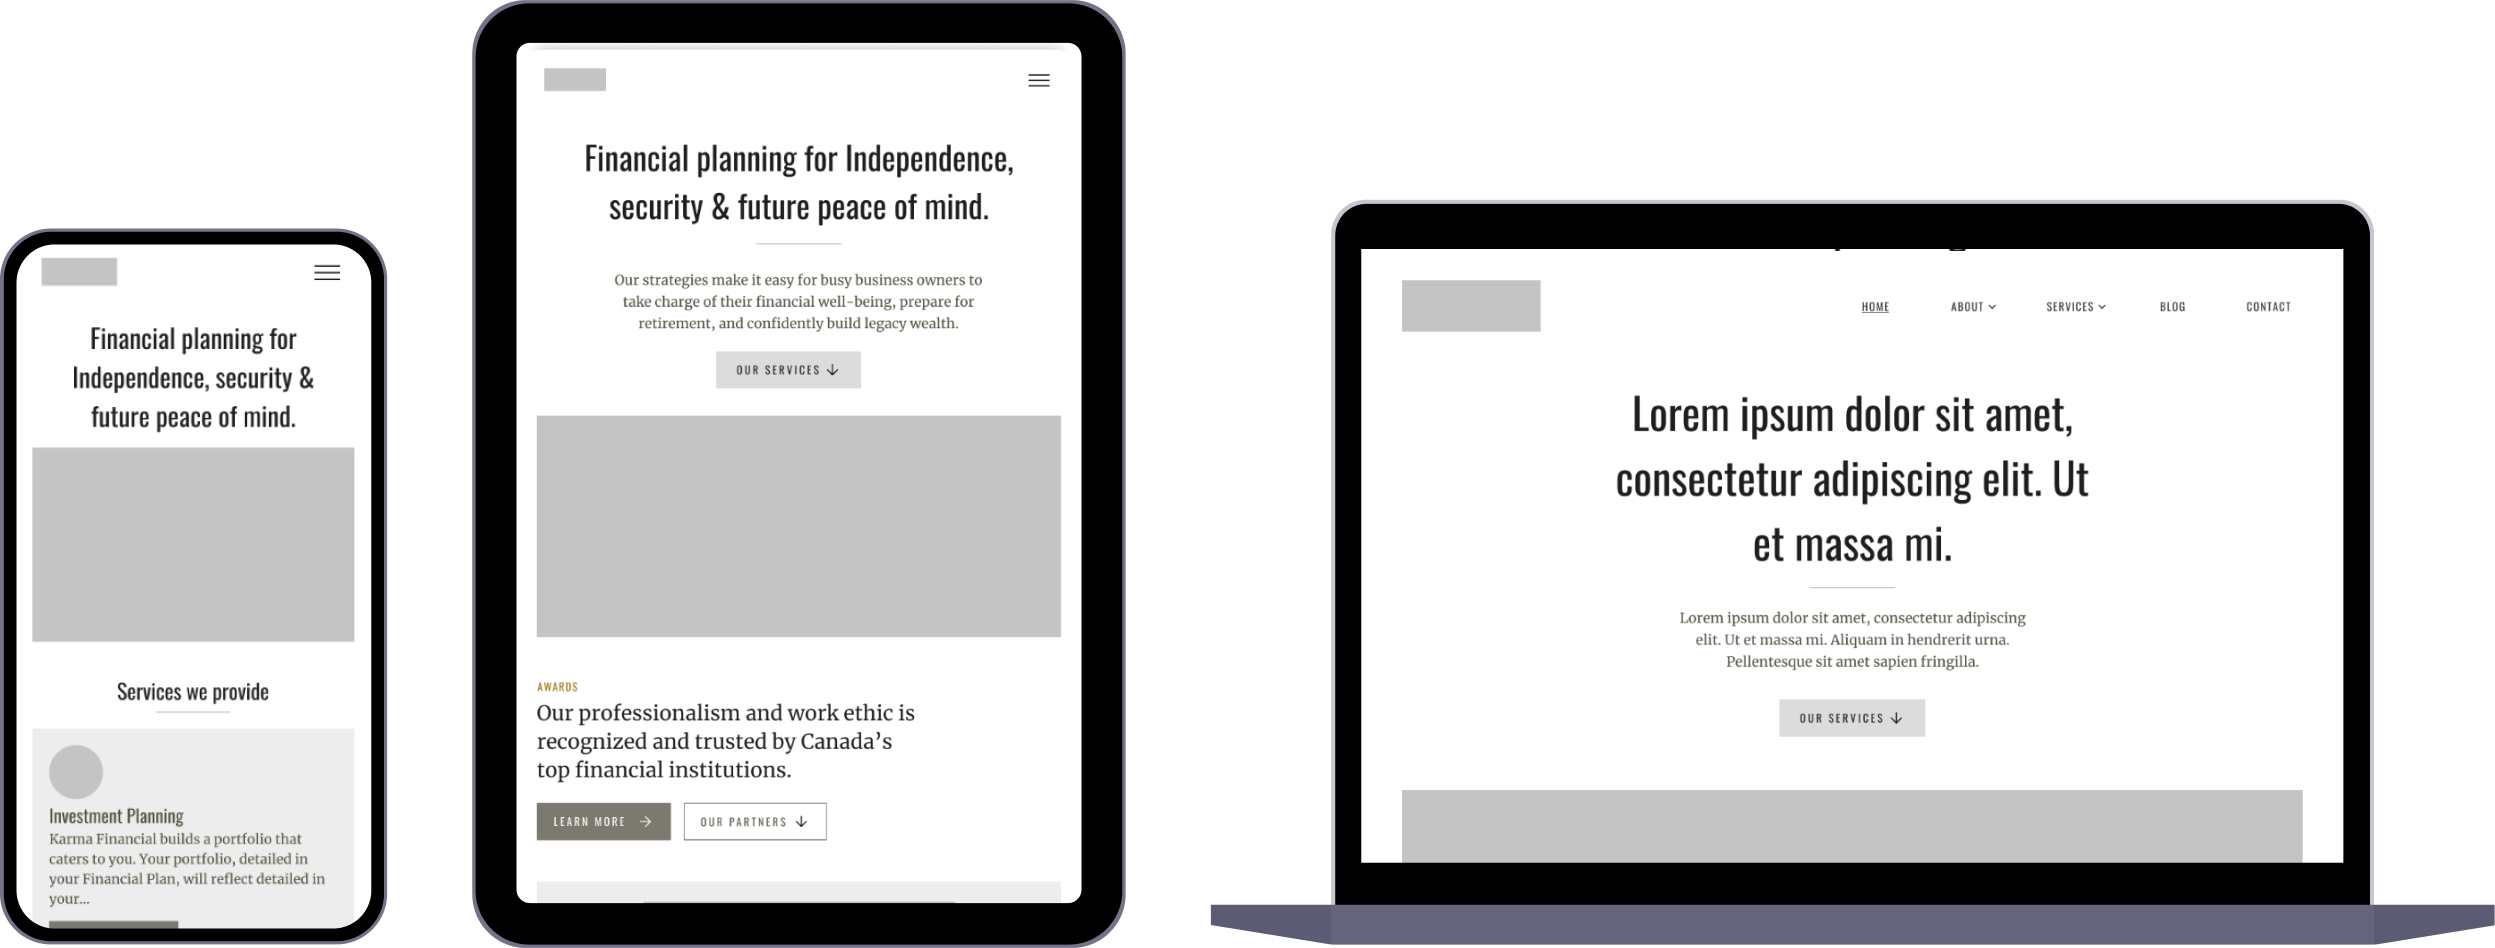 Financial planning for
Independence, security &
future peace of mind.
Services we provide
Investment Planning
Karma Financial builds a portfolio that
caters to you. Your portfolio, detailed in
your Financial Plan, will reflect detailed in
your...
Financial planning for Independence,
security & future peace of mind.
Our strategies make it easy for busy business owners to
take charge of their financial well-being, prepare for
retirement, and confidently build legacy wealth.
OUR SERVICES
AWARDS
Our professionalism and work ethic is
recognized and trusted by Canada’s
top financial institutions.
LEARN MORE
OUR PARTNERS
HOME ABOUT SERVICES BLOG CONTACT
Lorem ipsum dolor sit amet,
consectetur adipiscing elit. Ut
et massa mi.
Lorem ipsum dolor sit amet, consectetur adipiscing
elit. Ut et massa mi. Aliquam in hendrerit urna.
Pellentesque sit amet sapien fringilla.
OUR SERVICES